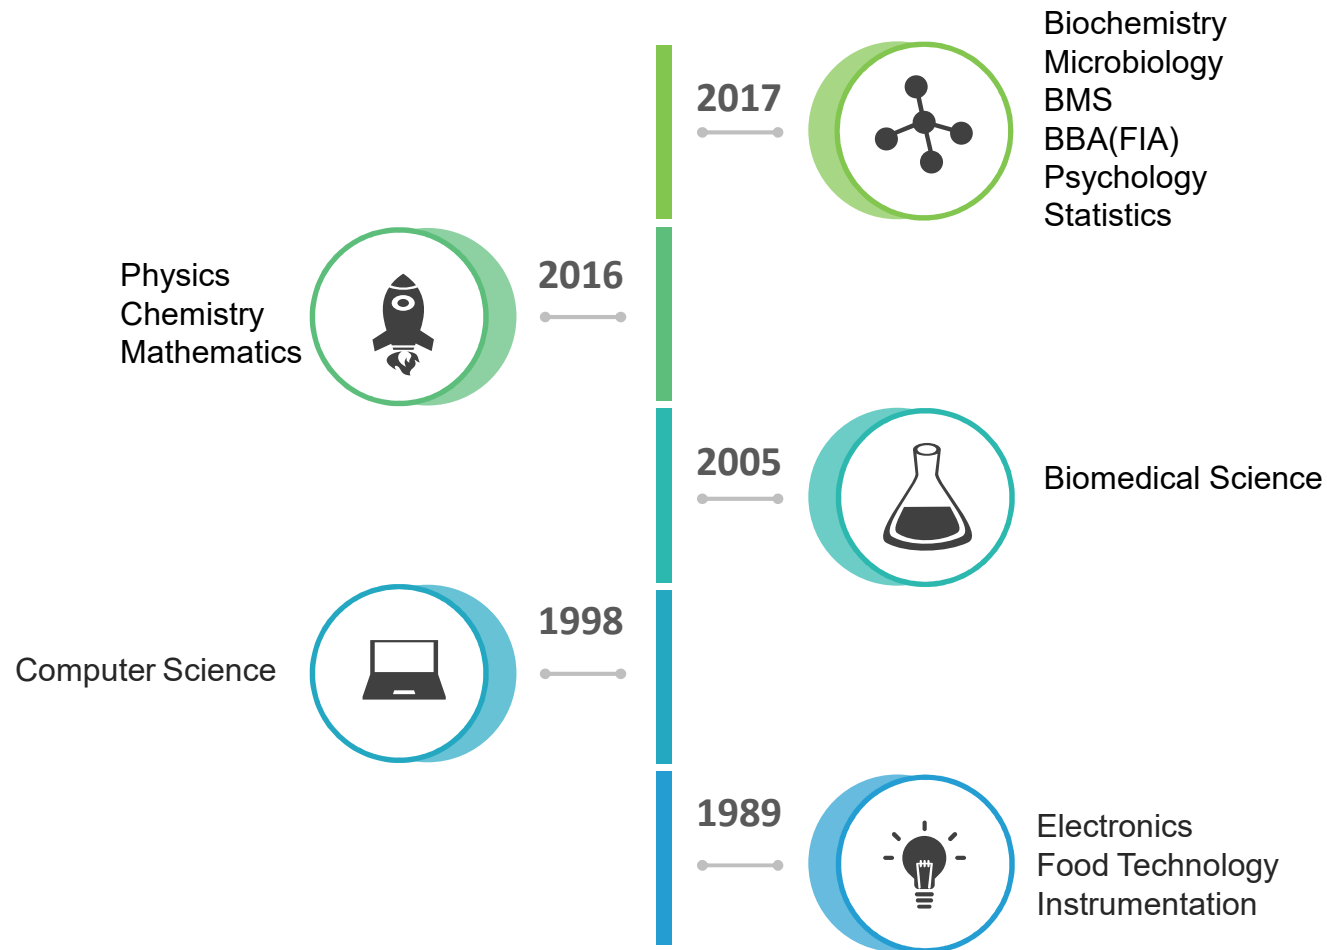 2017
Biochemistry
Microbiology
BMS
BBA(FIA)
Psychology
Statistics
2016
Physics
Chemistry
Mathematics
2005
Biomedical Science
1998
Computer Science
1989
Electronics
Food Technology
Instrumentation